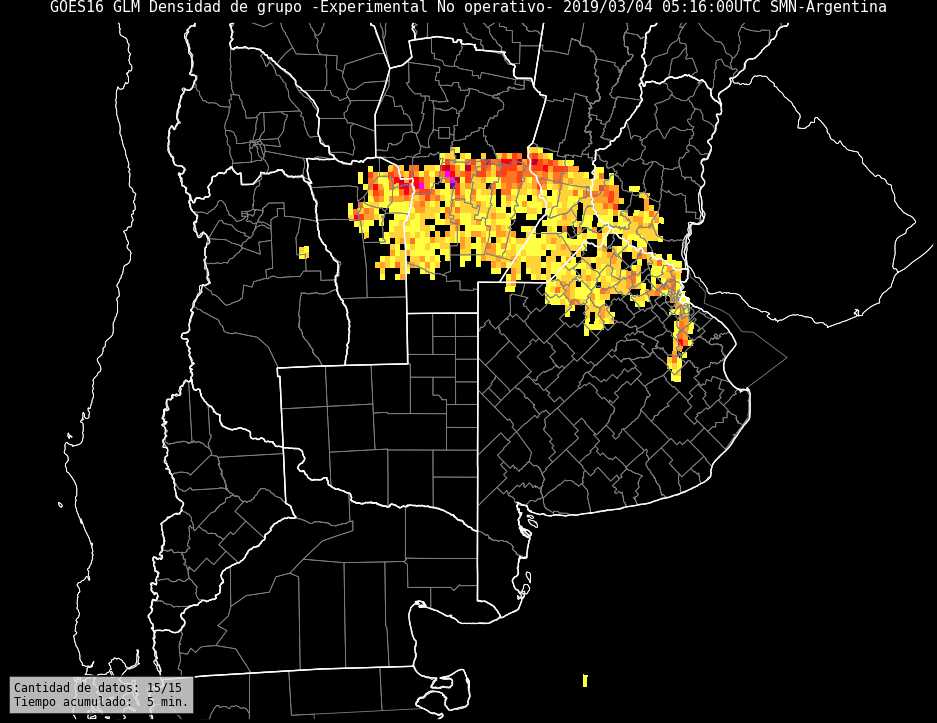 GOES16 GLM Densidad de grupo -Experimental No operativo- 2019/03/04 05:16:00UTC SMN-Argentina
Cantidad de datos: 15/15
Tiempo acumulado:  5 min.